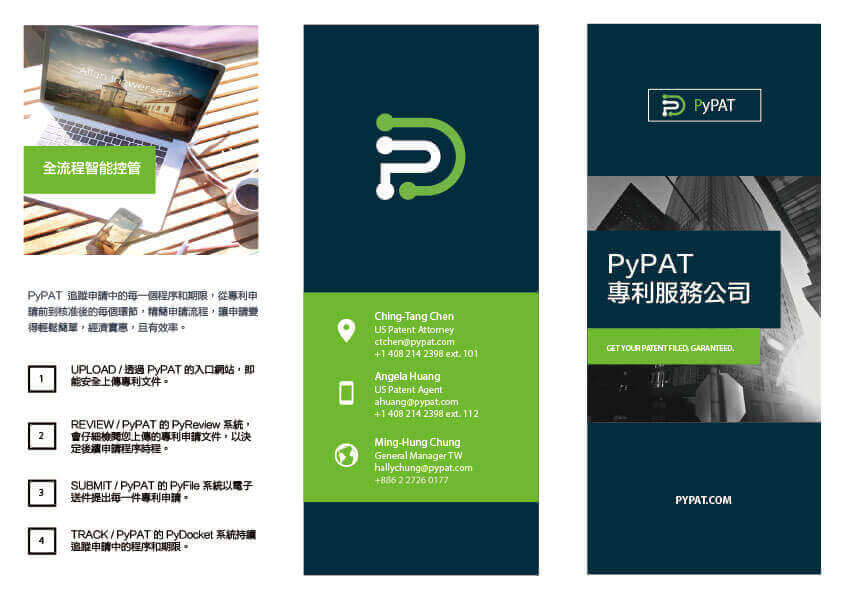 Allan Inowersen
全流程智能控管
PyPAT 追蹤申請中的每一個程序和期限，從專利申
請前到核准後的每個環節，精簡申請流程，讓申請變
得輕鬆簡單，經濟實惠，且有效率。
1
UPLOAD / 透過 PyPAT 的入口網站，即
能安全上傳專利文件。
2
REVIEW / PyPAT 的 PyReview 系統，
會仔細檢閱您上傳的專利申請文件，以決
定後續申請程序時程。
3
SUBMIT / PyPAT 的 PyFile 系統以電子
送件提出每一件專利申請。
4
TRACK / PyPAT 的 PyDocket 系統持續
追蹤申請中的程序和期限。
Ching-Tang Chen
US Patent Attorney
ctchen@pypat.com
+1 408 214 2398 ext. 101
Angela Huang
US Patent Agent
ahuang@pypat.com
+1 408 214 2398 ext. 112
Ming-Hung Chung
General Manager TW
hallychung@pypat.com
+886 2 2726 0177
PyPAT
PyPAT
專利服務公司
GET YOUR PATENT FILED, GARANTEED.
PYPAT.COM